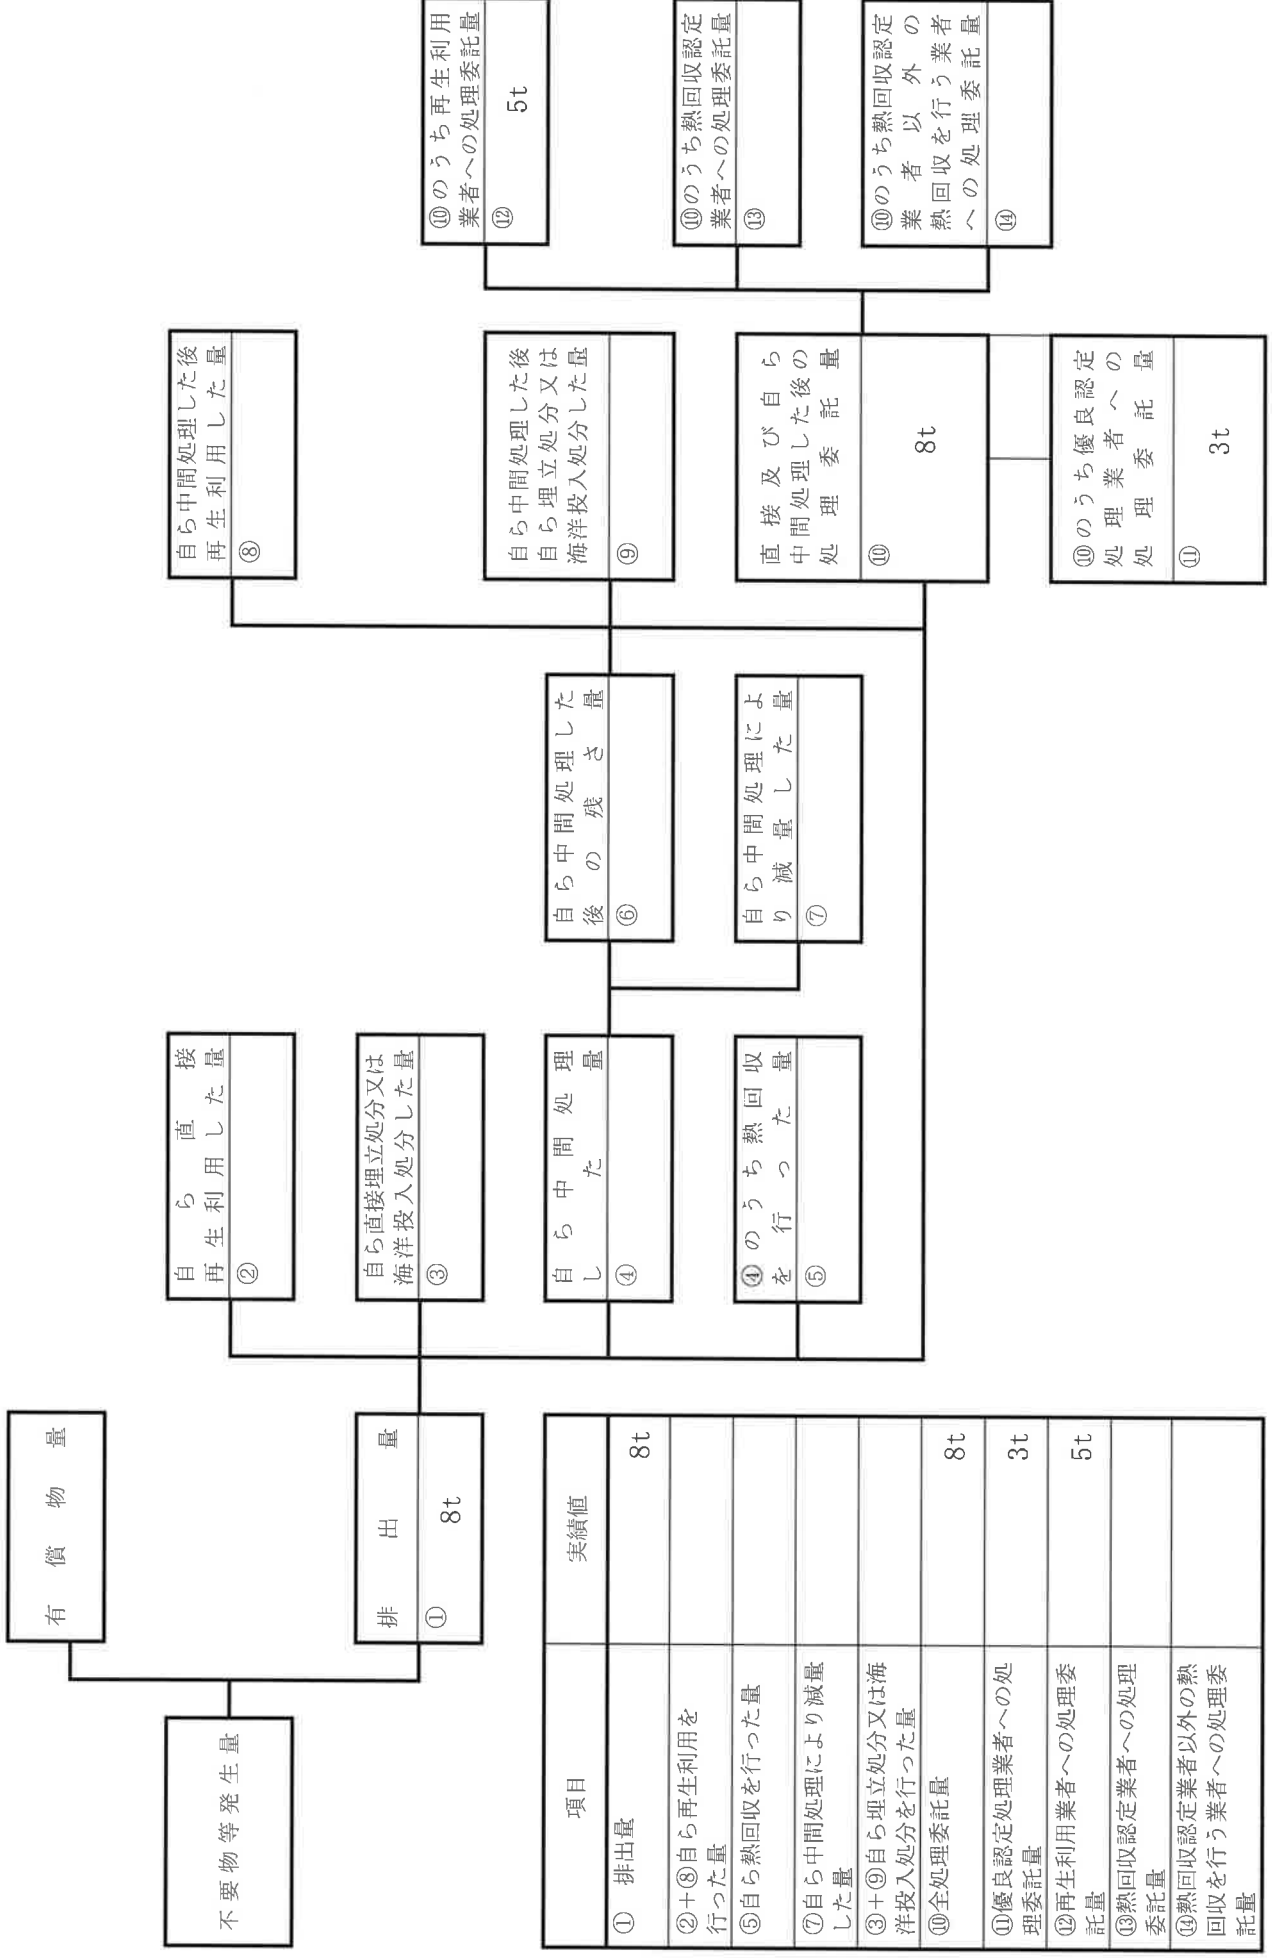 不要物等発生量
有償物量
排出量
①
8t
自ら直接
再生利用した量
②
自ら直接埋立処分又は
海洋投入処分した量
③
自ら中間処理
した量
④
④のうち熱回収
を行った量
⑤
自ら中間処理した
後の残さ量
⑥
自ら中間処理によ
り減量した量
⑦
自ら中間処理した後
再生利用した量
⑧
自ら中間処理した後
自ら埋立処分又は
海洋投入処分した量
⑨
直接及び自ら
中間処理した後の
処理委託量
⑩
8t
⑩のうち優良認定
処理業者への
処理委託量
⑪
3t
⑩のうち再生利用
業者への処理委託量
⑫
5t
⑩のうち熱回収認定
業者への処理委託量
⑬
⑩のうち熱回収認定
業者以外の
熱回収を行う業者
への処理委託量
⑭
項目 実績値
① 排出量 8t
②+⑧自ら再生利用を
行った量
⑤自ら熱回収を行った量
⑦自ら中間処理により減量
した量
③+⑨自ら埋立処分又は海
洋投入処分を行った量
⑩全処理委託量 8t
⑪優良認定処理業者への処
理委託量 3t
⑫再生利用業者への処理委
託量 5t
⑬熱回収認定業者への処理
委託量
⑭熱回収認定業者以外の熱
回収を行う業者への処理委
託量